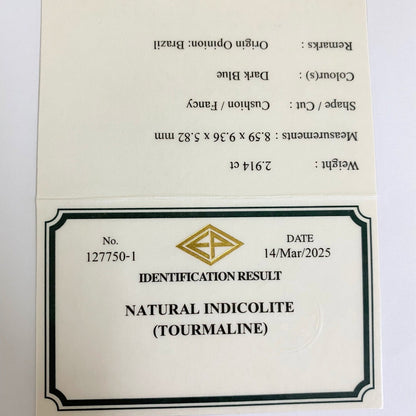 Weight : 2.914 ct
Measurements : 8.59 x 9.36 x 5.82 mm
Shape / Cut : Cushion / Fancy
Colour(s) : Dark Blue
Remarks : Origin Opinion: Brazil
No. DATE
127750-1 14/Mar/2025
IDENTIFICATION RESULT
NATURAL INDICOLITE
(TOURMALINE)